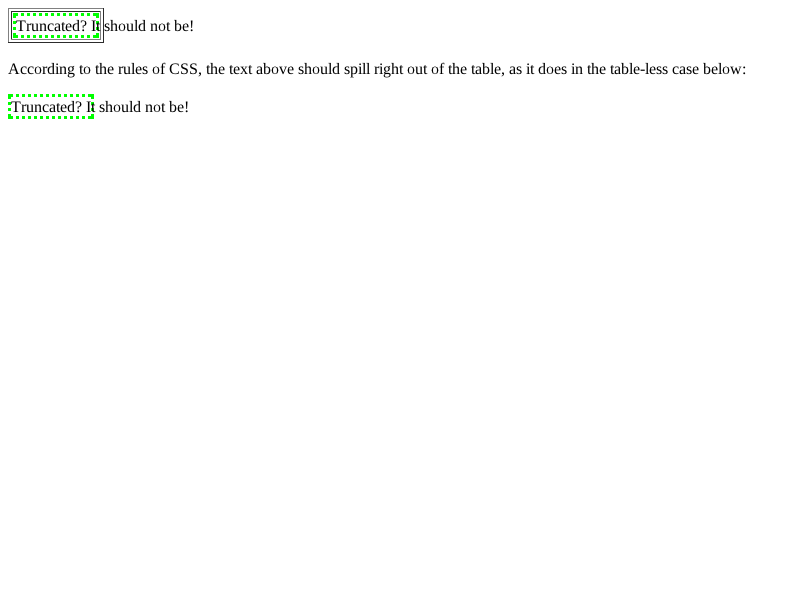 Truncated? It should not be!
According to the rules of CSS, the text above should spill right out of the table, as it does in the table-less case below:
Truncated? It should not be!